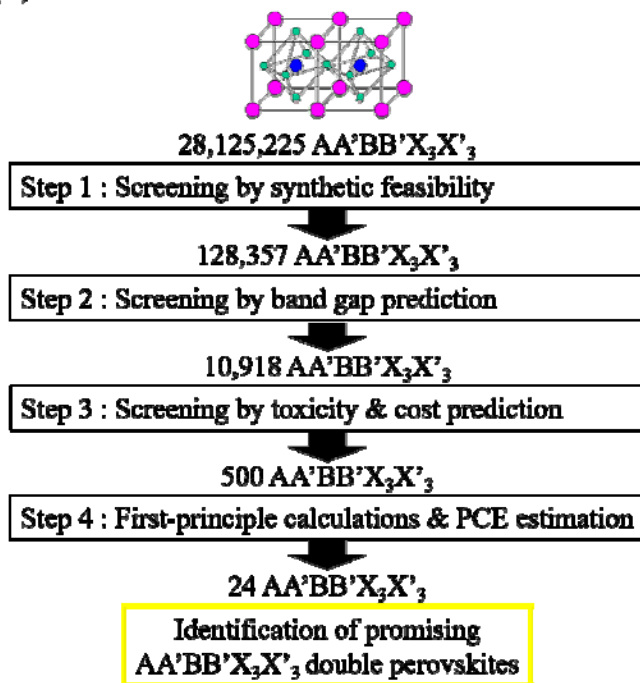 28,125,225 AA'BB'X₃X'₃
Step 1 : Screening by synthetic feasibility
128,357 AA'BB'X₃X'₃
Step 2 : Screening by band gap prediction
10,918 AA'BB'X₃X'₃
Step 3 : Screening by toxicity & cost prediction
500 AA'BB'X₃X'₃
Step 4 : First-principle calculations & PCE estimation
24 AA'BB'X₃X'₃
Identification of promising
AA'BB'X₃X'₃ double perovskites